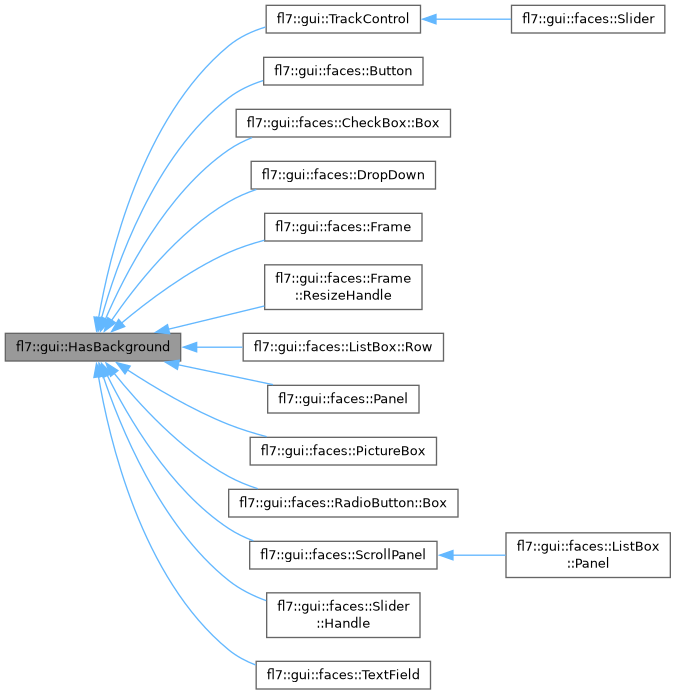 fl7::gui::TrackControl
fl7::gui::faces::Slider
fl7::gui::faces::Button
fl7::gui::faces::CheckBox::Box
fl7::gui::faces::DropDown
fl7::gui::faces::Frame
fl7::gui::faces::Frame
::ResizeHandle
fl7::gui::HasBackground
fl7::gui::faces::ListBox::Row
fl7::gui::faces::Panel
fl7::gui::faces::PictureBox
fl7::gui::faces::RadioButton::Box
fl7::gui::faces::ScrollPanel
fl7::gui::faces::ListBox
::Panel
fl7::gui::faces::Slider
::Handle
fl7::gui::faces::TextField